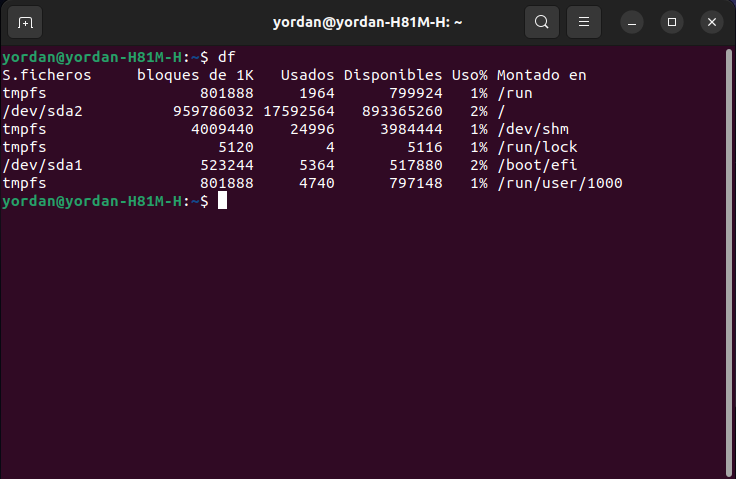 yordan@yordan-H81M-H: ~
yordan@yordan-H81M-H:~$ df
S.ficheros     bloques de 1K   Usados Disponibles Uso% Montado en
tmpfs                 801888     1964      799924   1% /run
/dev/sda2          959786032 17592564   893365260   2% /
tmpfs                4009440    24996     3984444   1% /dev/shm
tmpfs                   5120        4        5116   1% /run/lock
/dev/sda1             523244     5364      517880   2% /boot/efi
tmpfs                 801888     4740      797148   1% /run/user/1000
yordan@yordan-H81M-H:~$